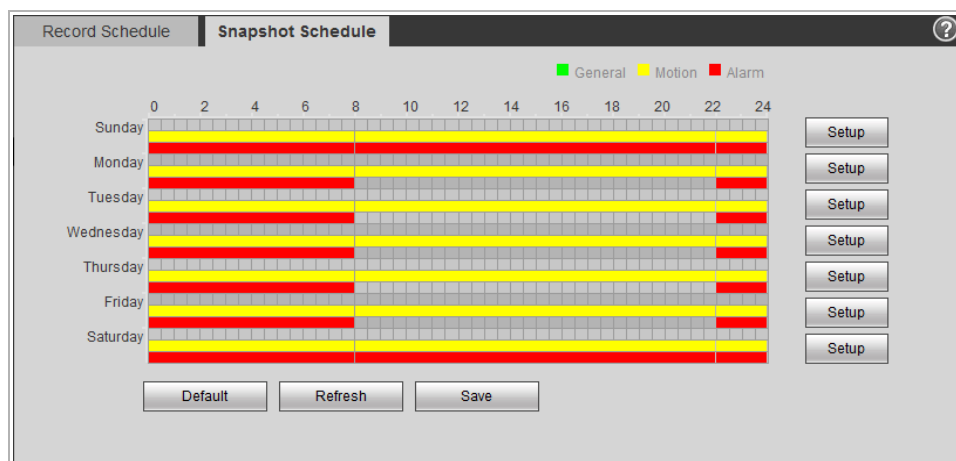 Record Schedule Snapshot Schedule ?
General Motion Alarm
0 2 4 6 8 10 12 14 16 18 20 22 24
Sunday Setup
Monday Setup
Tuesday Setup
Wednesday Setup
Thursday Setup
Friday Setup
Saturday Setup
Default Refresh Save